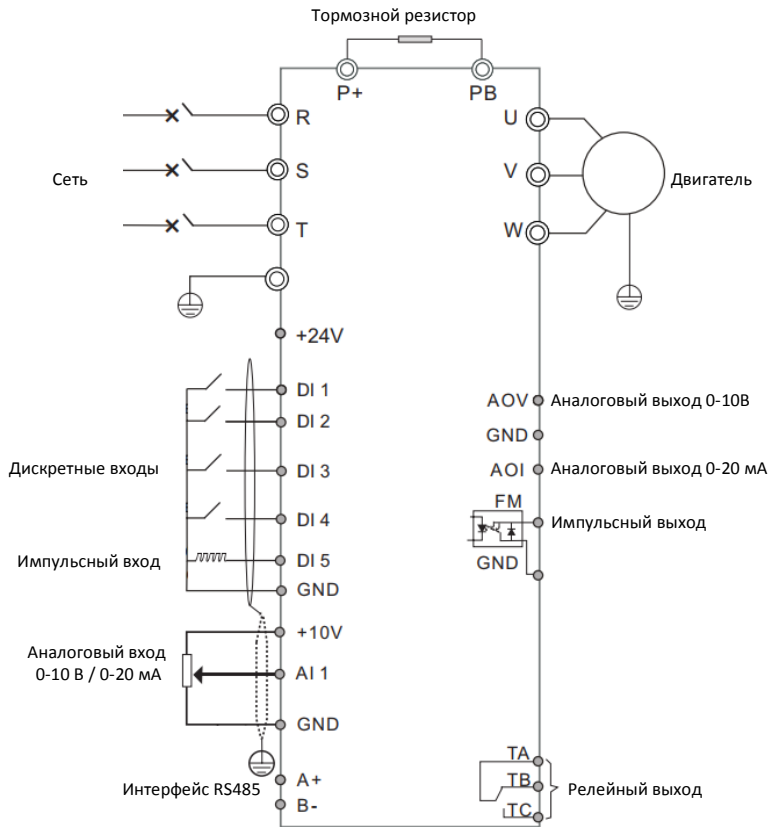 Тормозной резистор
P+
PB
R
U
Сеть
S
V
Двигатель
T
W
+24V
DI 1
AOV
Аналоговый выход 0-10В
DI 2
GND
Дискретные входы
DI 3
AOI
Аналоговый выход 0-20 мА
FM
DI 4
Импульсный выход
Импульсный вход
DI 5
GND
GND
+10V
Аналоговый вход
0-10 В / 0-20 мА
AI 1
GND
TA
Интерфейс RS485
A+
TB
Релейный выход
B-
TC